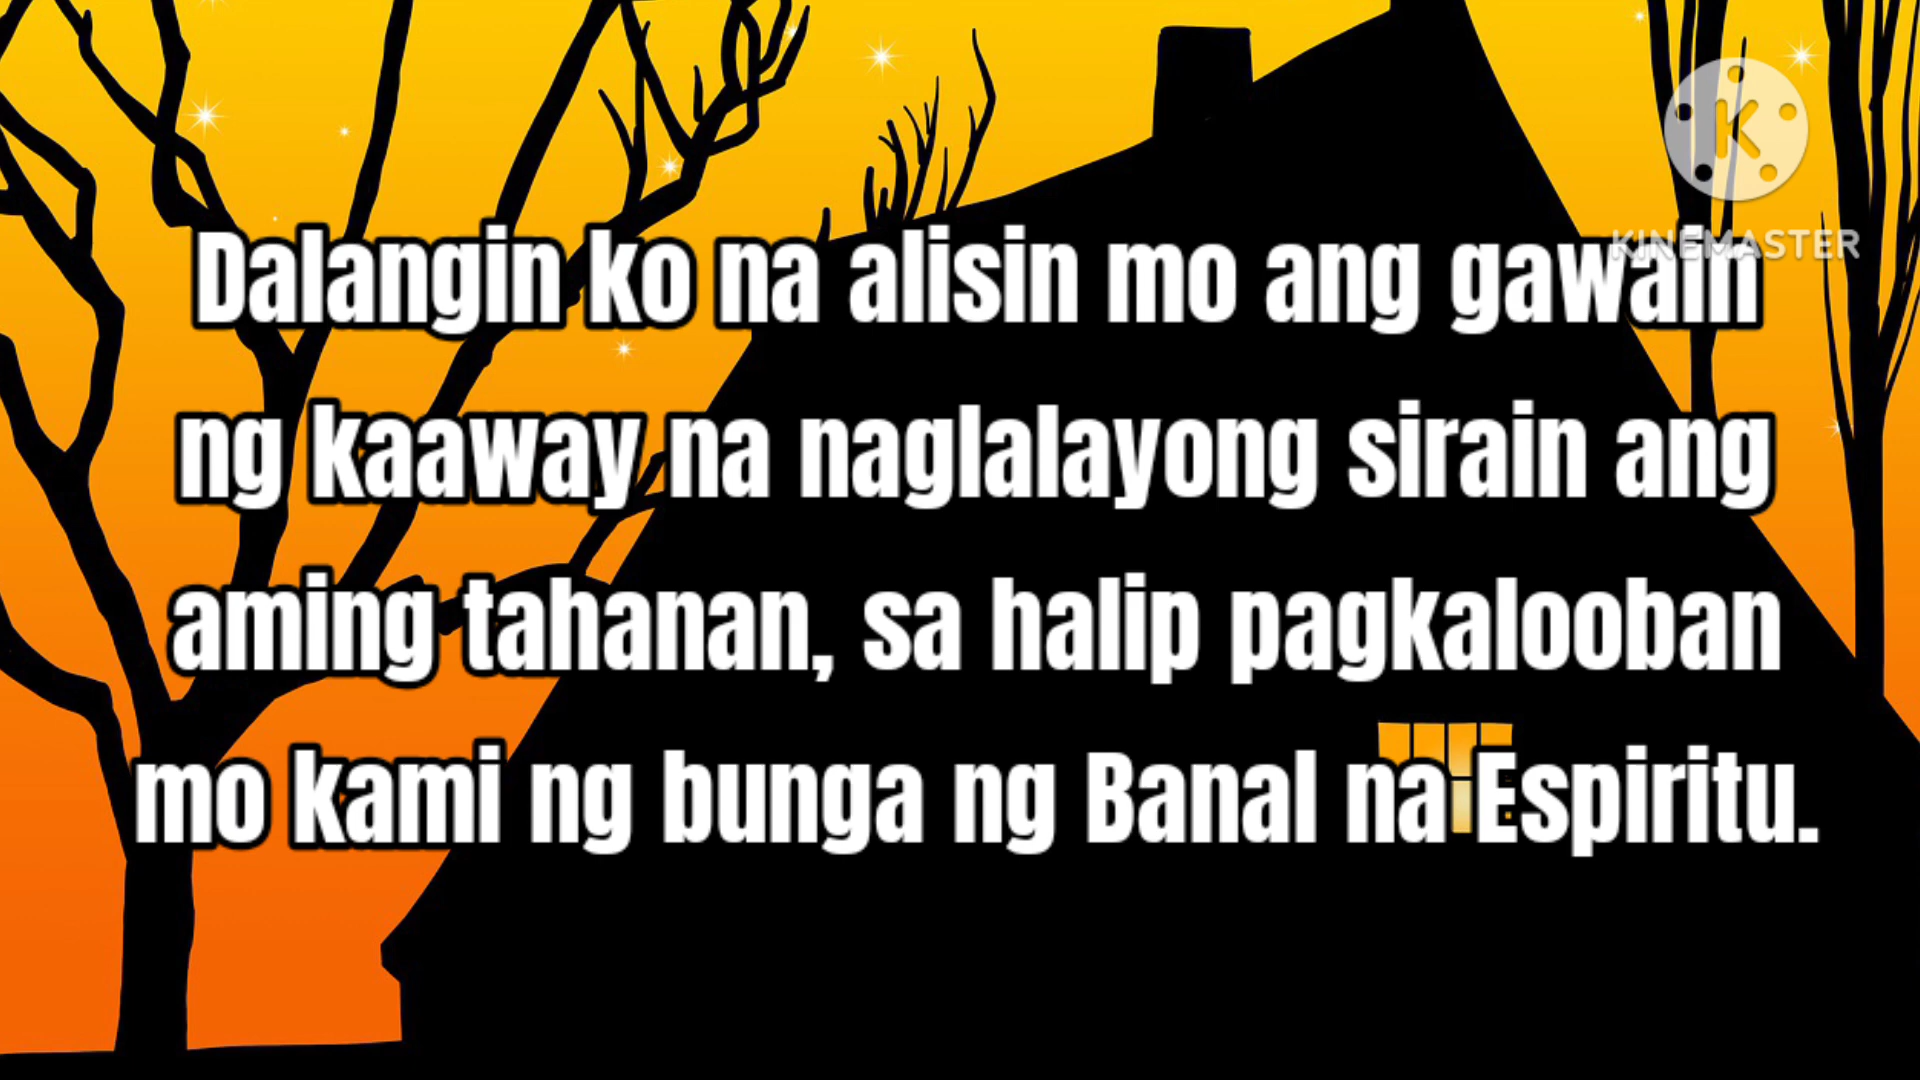 K
KINEMASTER
Dalangin ko na alisin mo ang gawain
ng kaaway na naglalayong sirain ang
aming tahanan, sa halip pagkalooban
mo kami ng bunga ng Banal na Espiritu.